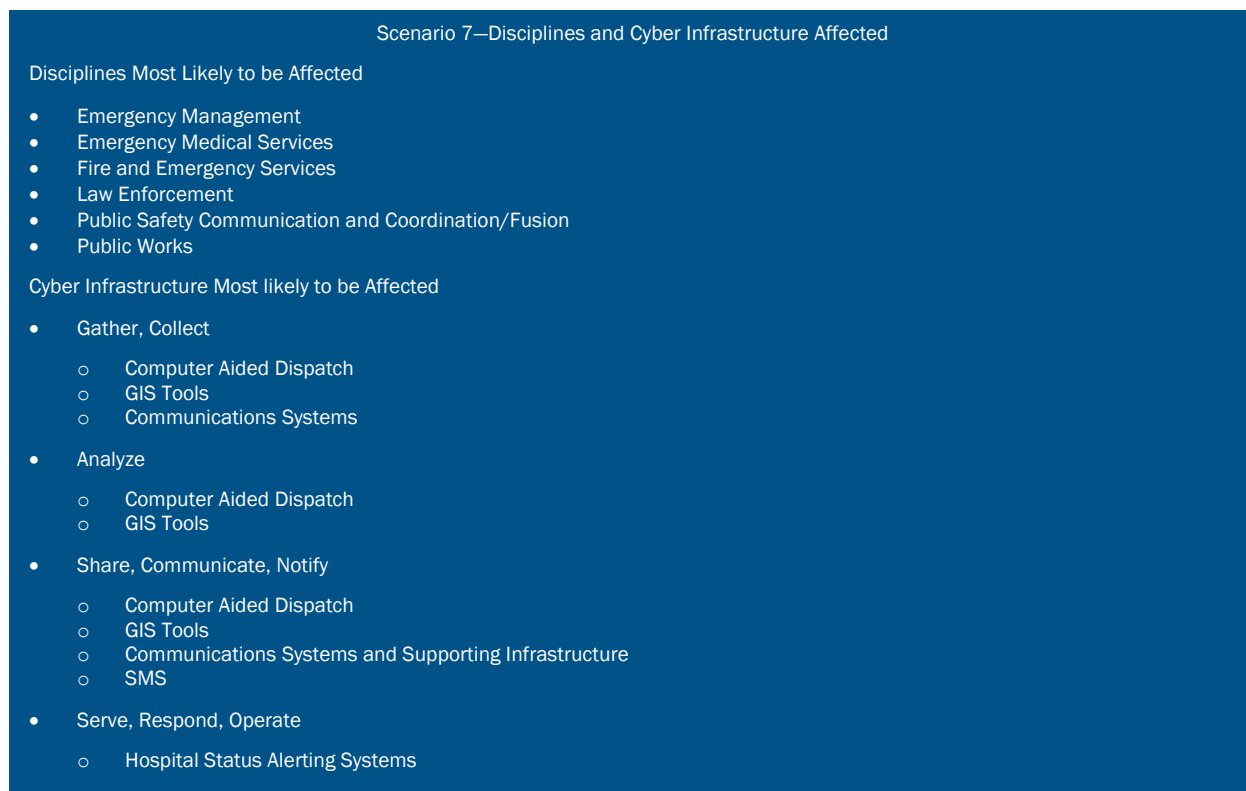 Scenario 7—Disciplines and Cyber Infrastructure Affected
Disciplines Most Likely to be Affected
• Emergency Management
• Emergency Medical Services
• Fire and Emergency Services
• Law Enforcement
• Public Safety Communication and Coordination/Fusion
• Public Works
Cyber Infrastructure Most likely to be Affected
• Gather, Collect
o Computer Aided Dispatch
o GIS Tools
o Communications Systems
• Analyze
o Computer Aided Dispatch
o GIS Tools
• Share, Communicate, Notify
o Computer Aided Dispatch
o GIS Tools
o Communications Systems and Supporting Infrastructure
o SMS
• Serve, Respond, Operate
o Hospital Status Alerting Systems